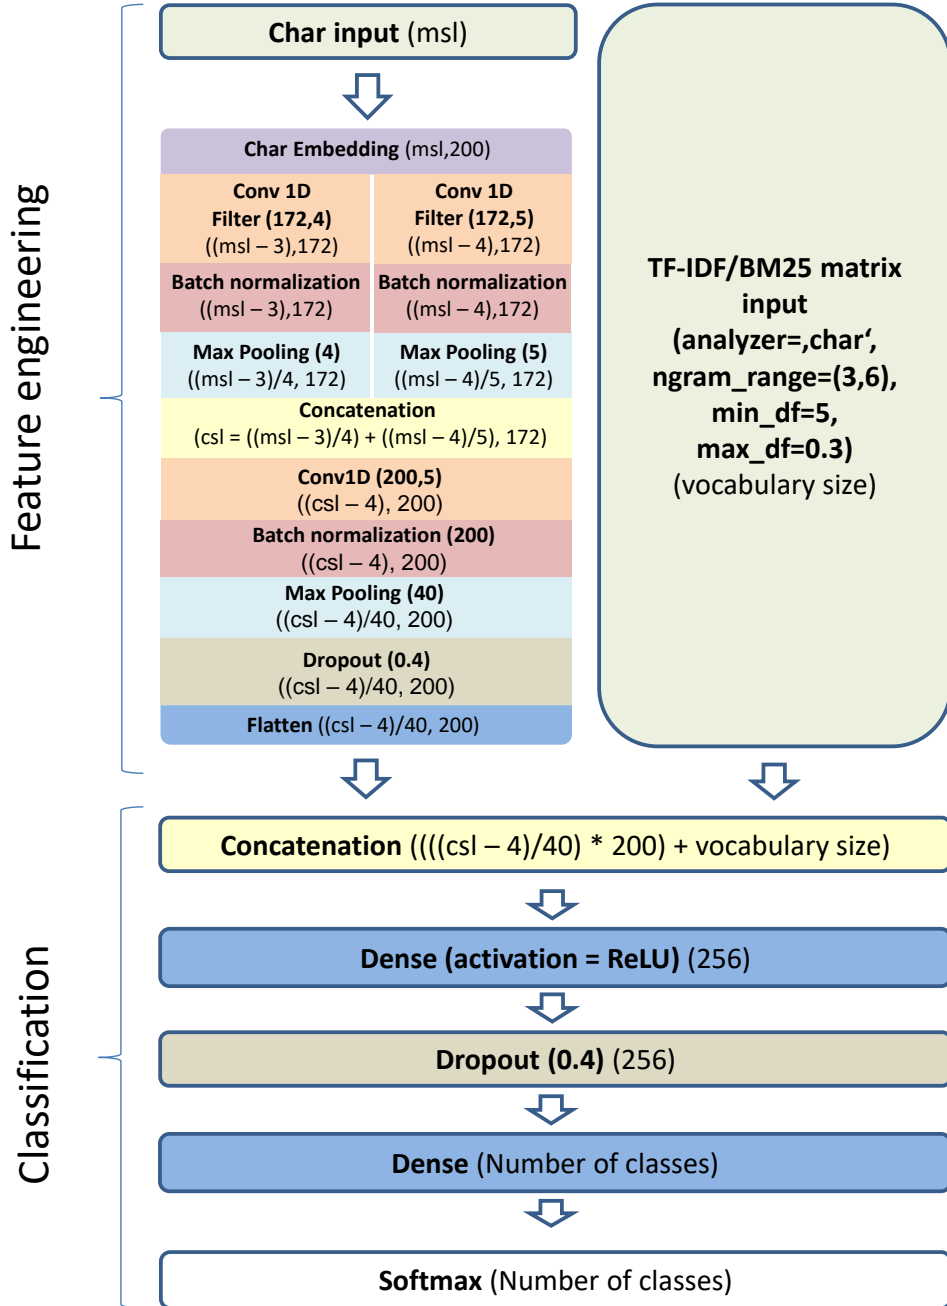 Feature engineering
Char input (msl)
Char Embedding (msl,200)
Conv 1D
Filter (172,4)
((msl – 3),172)
Conv 1D
Filter (172,5)
((msl – 4),172)
Batch normalization
((msl – 3),172)
Batch normalization
((msl – 4),172)
Max Pooling (4)
((msl – 3)/4, 172)
Max Pooling (5)
((msl – 4)/5, 172)
Concatenation
(csl = ((msl – 3)/4) + ((msl – 4)/5), 172)
Conv1D (200,5)
((csl – 4), 200)
Batch normalization (200)
((csl – 4), 200)
Max Pooling (40)
((csl – 4)/40, 200)
Dropout (0.4)
((csl – 4)/40, 200)
Flatten ((csl – 4)/40, 200)
TF-IDF/BM25 matrix
input
(analyzer=‚char‘,
ngram_range=(3,6),
min_df=5,
max_df=0.3)
(vocabulary size)
Classification
Concatenation ((((csl – 4)/40) * 200) + vocabulary size)
Dense (activation = ReLU) (256)
Dropout (0.4) (256)
Dense (Number of classes)
Softmax (Number of classes)